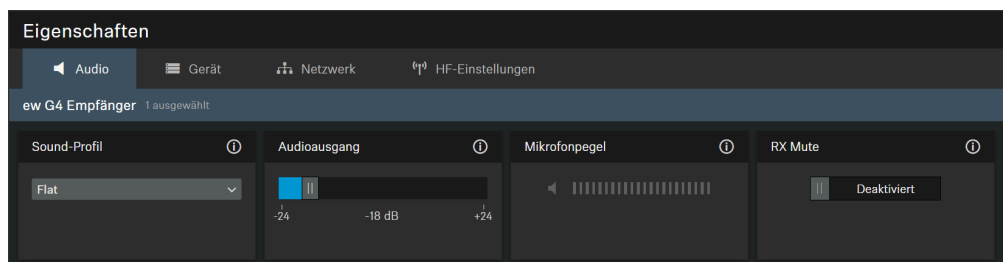 Eigenschaften
Audio Gerät Netzwerk HF-Einstellungen
ew G4 Empfänger 1 ausgewählt
Sound-Profil Audioausgang Mikrofonpegel RX Mute
Flat Deaktiviert
-24 -18 dB +24